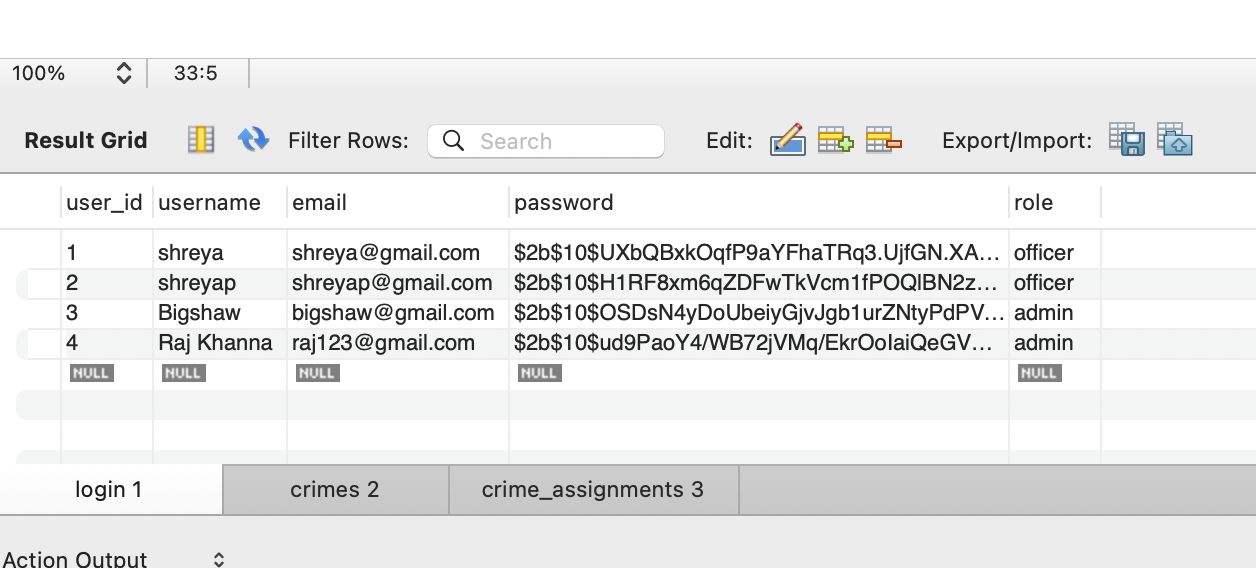 100% 33:5
Result Grid Filter Rows: Search Edit: Export/Import:
user_id username email password role
1 shreya shreya@gmail.com $2b$10$UXbQBxkOqfP9aYFhaTRq3.UjfGN.XA... officer
2 shreyap shreyap@gmail.com $2b$10$H1RF8xm6qZDFwTkVcm1fPOQlBN2z... officer
3 Bigshaw bigshaw@gmail.com $2b$10$OSDsN4yDoUbeiyGjvJgb1urZNtyPdPV... admin
4 Raj Khanna raj123@gmail.com $2b$10$ud9PaoY4/WB72jVMq/EkrOolaiQeGV... admin
NULL NULL NULL NULL NULL
login 1 crimes 2 crime_assignments 3
Action Output